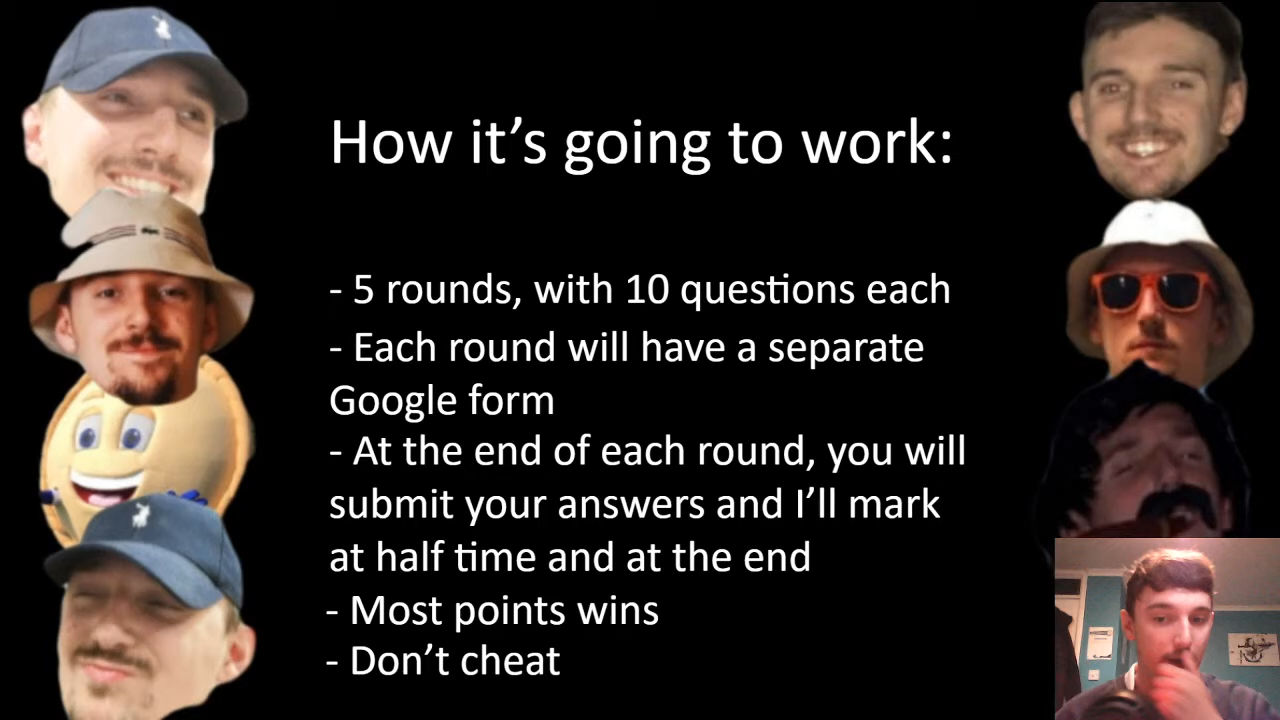 How it’s going to work:
- 5 rounds, with 10 questions each
- Each round will have a separate
Google form
- At the end of each round, you will
submit your answers and I’ll mark
at half time and at the end
- Most points wins
- Don’t cheat